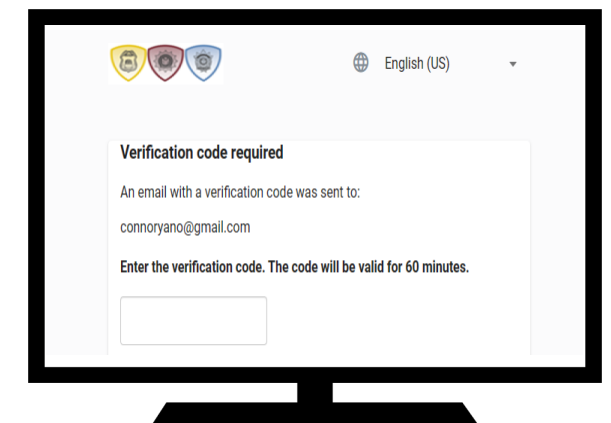 English (US)
Verification code required
An email with a verification code was sent to:
connoryano@gmail.com
Enter the verification code. The code will be valid for 60 minutes.